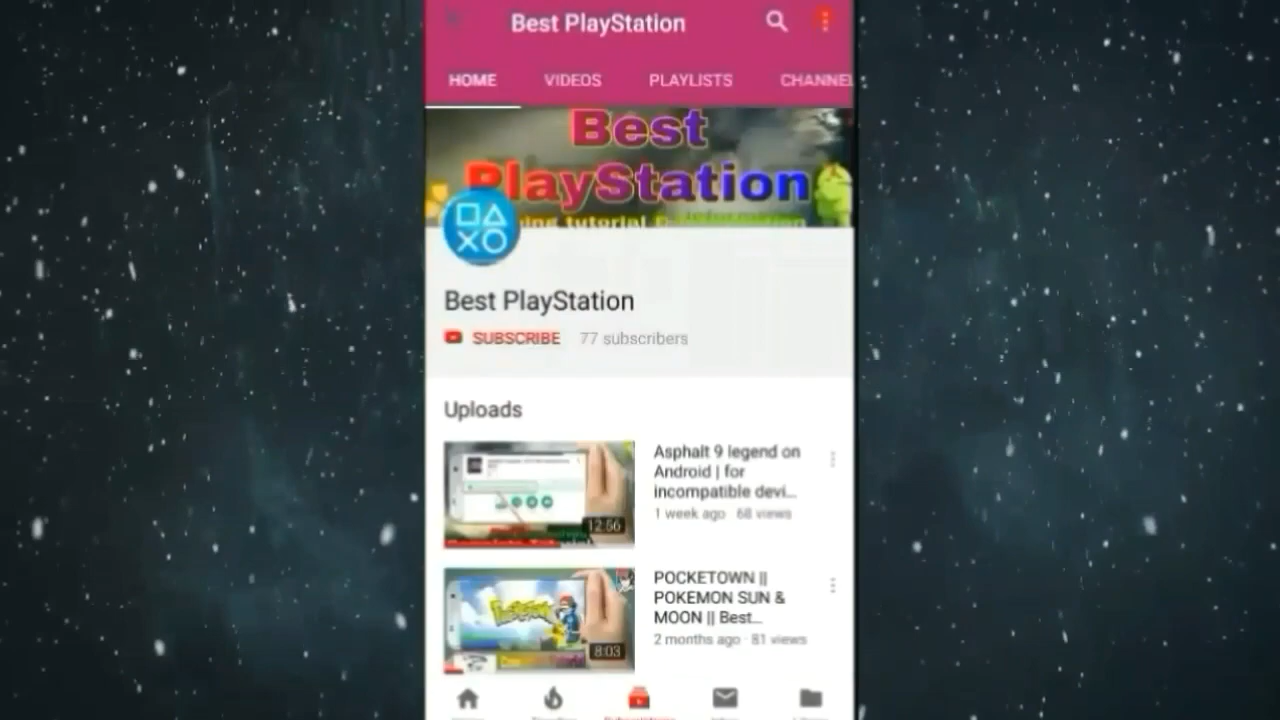 Best PlayStation
HOME VIDEOS PLAYLISTS CHANNEL
Best
PlayStation
tutorial &
Best PlayStation
SUBSCRIBE 77 subscribers
Uploads
Asphalt 9 legend on
Android | for
incompatible devi...
1 week ago · 68 views
12:56
POCKETOWN ||
POKEMON SUN &
MOON || Best...
2 months ago · 81 views
8:03